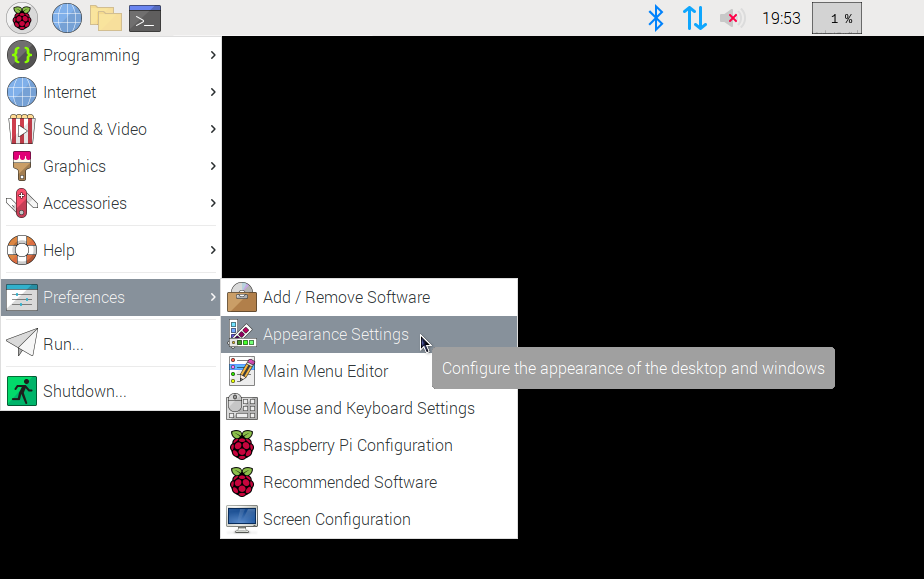 19:53
1 %
Programming
Internet
Sound & Video
Graphics
Accessories
Help
Preferences
Run...
Shutdown...
Add / Remove Software
Appearance Settings
Main Menu Editor
Mouse and Keyboard Settings
Raspberry Pi Configuration
Recommended Software
Screen Configuration
Configure the appearance of the desktop and windows